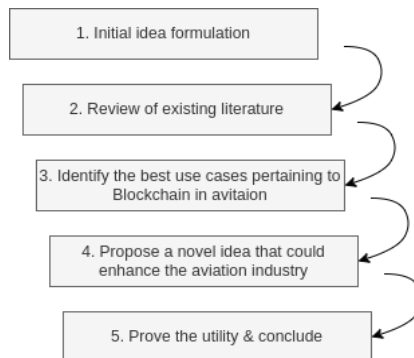 1. Initial idea formulation
2. Review of existing literature
3. Identify the best use cases pertaining to
Blockchain in avitaion
4. Propose a novel idea that could
enhance the aviation industry
5. Prove the utility & conclude